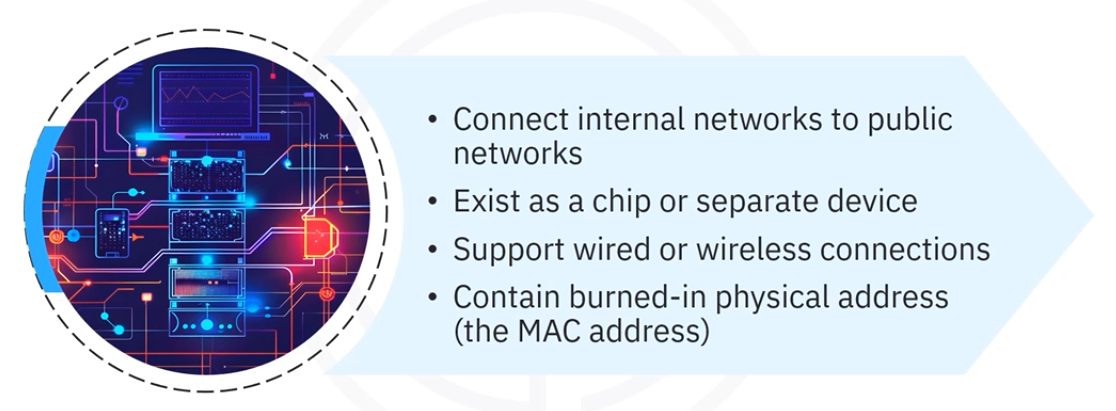 • Connect internal networks to public
networks
• Exist as a chip or separate device
• Support wired or wireless connections
• Contain burned-in physical address
(the MAC address)